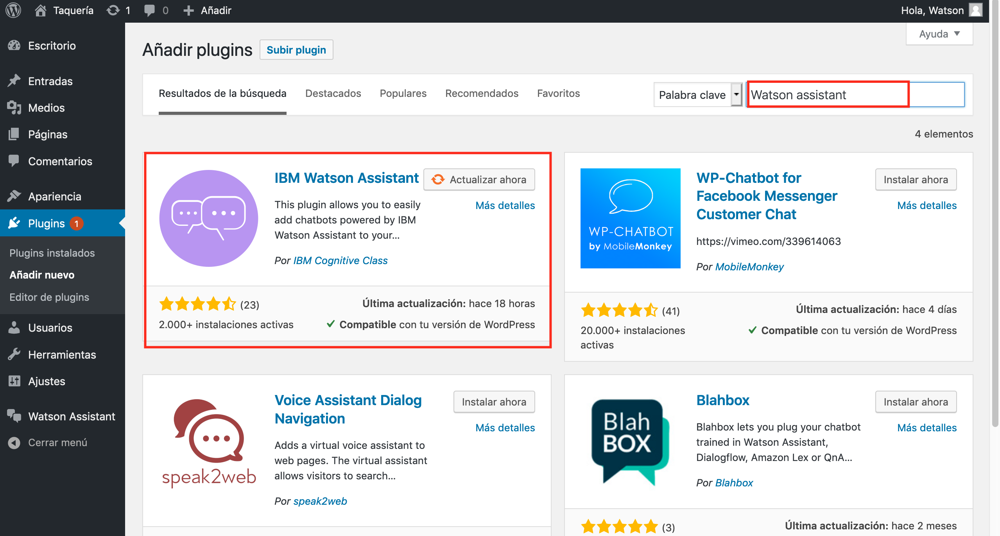 Taquería 1 0 Añadir
Hola, Watson
Escritorio
Entradas
Medios
Páginas
Comentarios
Apariencia
Plugins 1
Plugins instalados
Añadir nuevo
Editor de plugins
Usuarios
Herramientas
Ajustes
Watson Assistant
Cerrar menú
Ayuda
Añadir plugins
Subir plugin
Resultados de la búsqueda Destacados Populares Recomendados Favoritos
Palabra clave
Watson assistant
4 elementos
IBM Watson Assistant
Actualizar ahora
Más detalles
This plugin allows you to easily
add chatbots powered by IBM
Watson Assistant to your...
Por IBM Cognitive Class
(23)
Última actualización: hace 18 horas
2.000+ instalaciones activas
Compatible con tu versión de WordPress
WP-CHATBOT
by MobileMonkey
WP-Chatbot for
Facebook Messenger
Customer Chat
Instalar ahora
Más detalles
https://vimeo.com/339614063
Por MobileMonkey
(41)
Última actualización: hace 4 días
20.000+ instalaciones
activas
Compatible con tu versión de WordPress
speak2web
Voice Assistant Dialog
Navigation
Instalar ahora
Más detalles
Adds a virtual voice assistant to
web pages. The virtual assistant
allows visitors to search...
Por speak2web
Blah
BOX
Blahbox
Instalar ahora
Más detalles
Blahbox lets you plug your chatbot
trained in Watson Assistant,
Dialogflow, Amazon Lex or QnA...
Por Blahbox
(3)
Última actualización: hace 2 meses